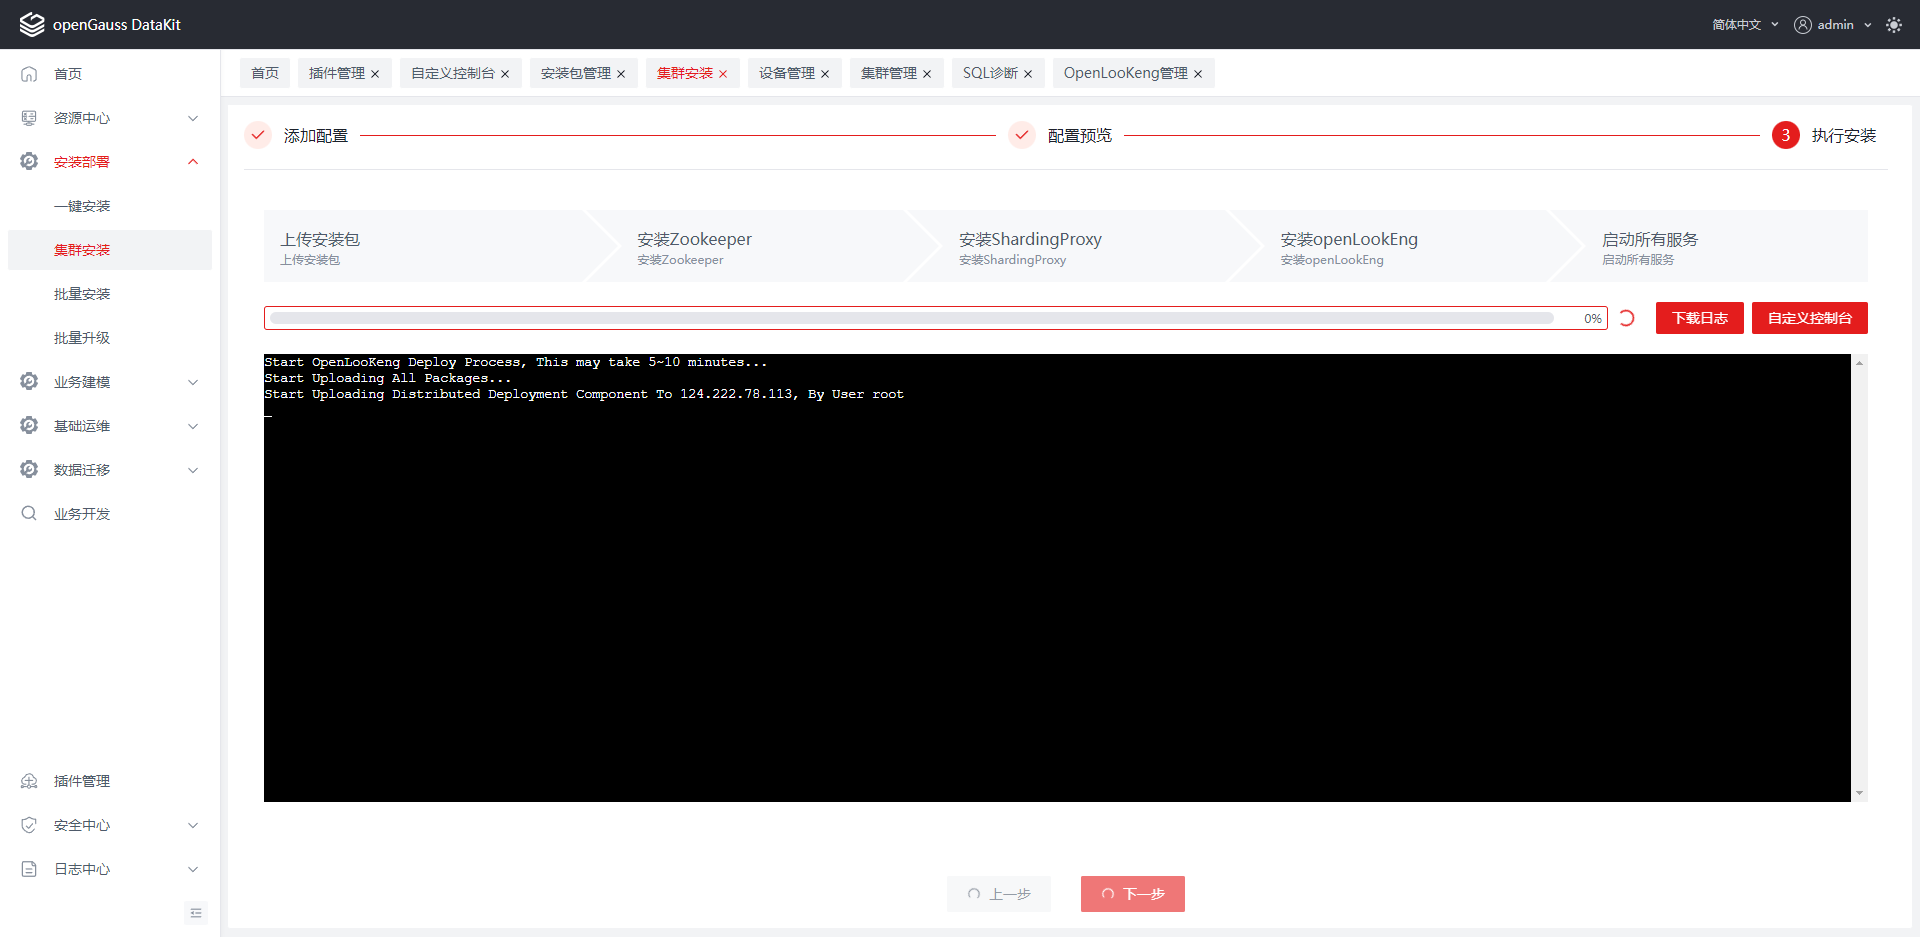 openGauss DataKit
简体中文
admin
首页
资源中心
安装部署
一键安装
集群安装
批量安装
批量升级
业务建模
基础运维
数据迁移
业务开发
插件管理
安全中心
日志中心
首页 插件管理 自定义控制台 安装包管理 集群安装 设备管理 集群管理 SQL诊断 OpenLooKeng管理
添加配置 配置预览 3 执行安装
上传安装包
上传安装包
安装Zookeeper
安装Zookeeper
安装ShardingProxy
安装ShardingProxy
安装openLookEng
安装openLookEng
启动所有服务
启动所有服务
0%
下载日志
自定义控制台
Start OpenLooKeng Deploy Process, This may take 5~10 minutes...
Start Uploading All Packages...
Start Uploading Distributed Deployment Component To 124.222.78.113, By User root
上一步
下一步